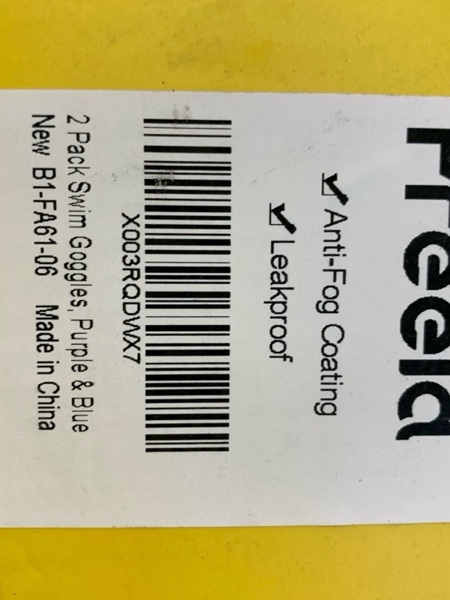 Freela
✓ Anti-Fog Coating
✓ Leakproof
X003RQDWX7
2 Pack Swim Goggles, Purple & Blue
New B1-FA61-06 Made in China